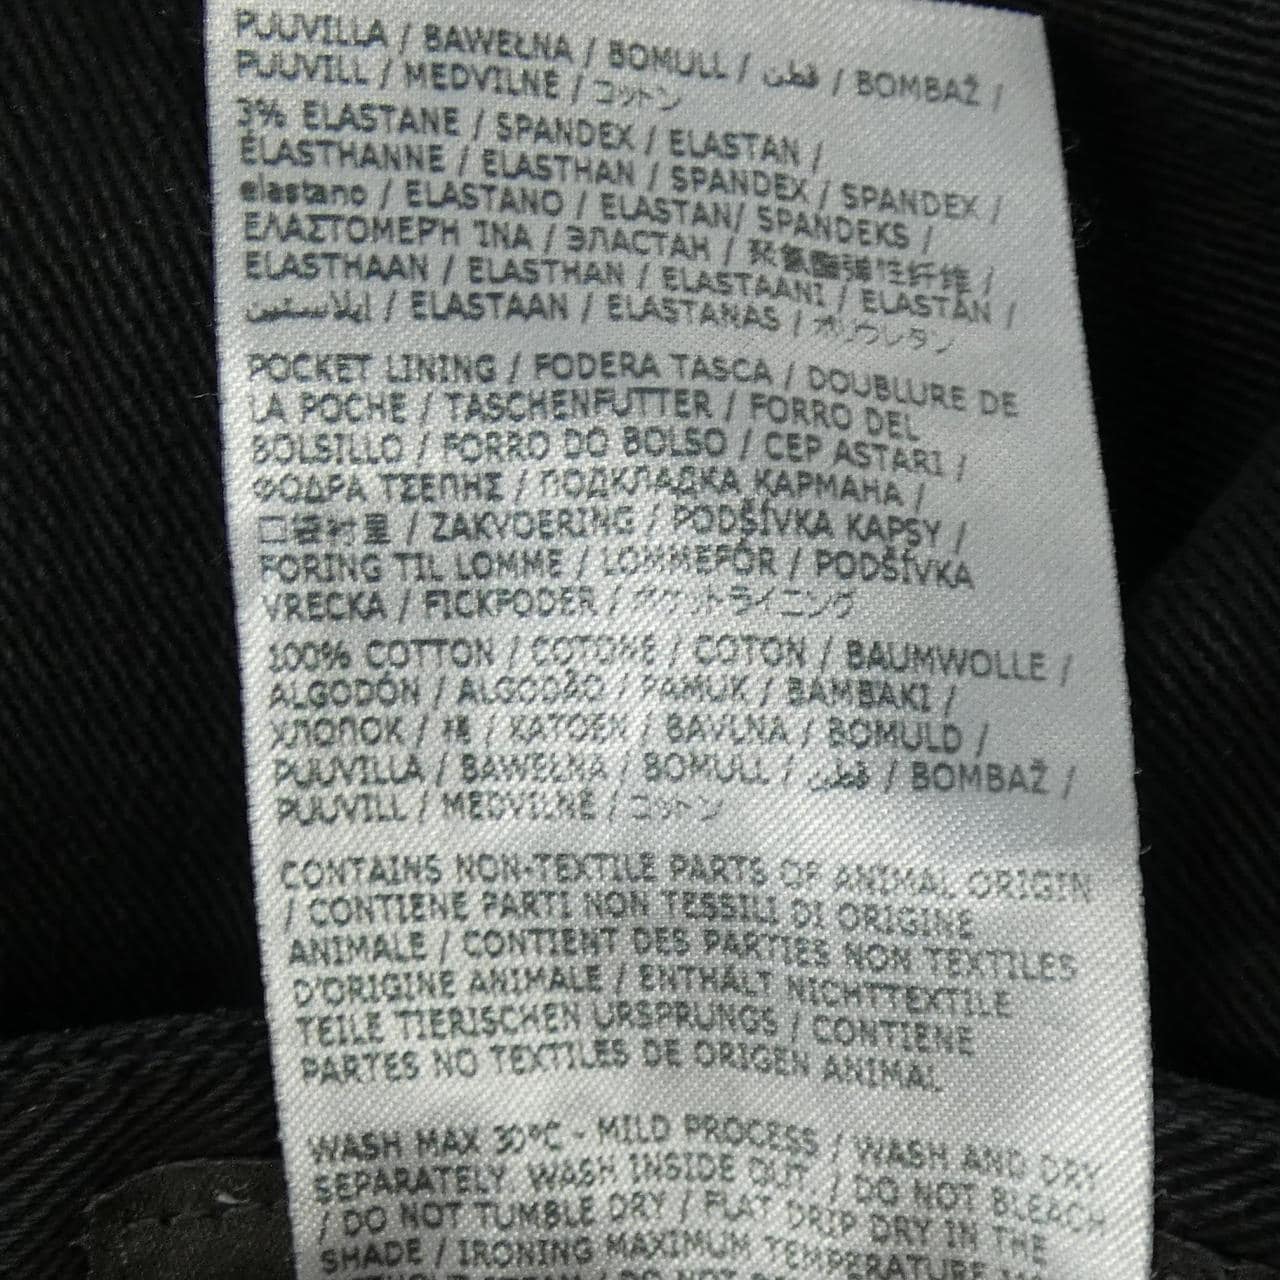 PUUVILLA / BAWEŁNA / BOMULL / قطن / BOMBAŽ /
PUUVILL / MEDVILNĖ / コットン
3% ELASTANE / SPANDEX / ELASTAN /
ÉLASTHANNE / ELASTHAN / SPANDEX / SPANDEX /
elastano / ELASTANO / ELASTAN/ SPANDEKS /
ΕΛΑΣΤΟΜΕΡΉ ΊΝΑ / ЭЛАСТАН / 聚氨酯弹性纤维 /
ELASTHAAN / ELASTHAN / ELASTAANI / ELASTAN /
ايلاستين / ELASTAAN / ELASTANAS / ポリウレタン
POCKET LINING / FODERA TASCA / DOUBLURE DE
LA POCHE / TASCHENFUTTER / FORRO DEL
BOLSILLO / FORRO DO BOLSO / CEP ASTARI /
ΦΟΔΡΑ ΤΣΕΠΗΣ / ПОДКЛАДКА КАРМАНА /
口袋衬里 / ZAKVOERING / PODŠÍVKA KAPSY /
FORING TIL LOMME / LOMMEFÓR / PODŠÍVKA
VRECKA / FICKFODER / ポケットライニング
100% COTTON / COTONE / COTON / BAUMWOLLE /
ALGODÓN / ALGODÃO / PAMUK / BAMBAKI /
ХЛОПОК / 棉 / KATOEN / BAVLNA / BOMULD /
PUUVILLA / BAWEŁNA / BOMULL / قطن / BOMBAŽ /
PUUVILL / MEDVILNĖ / コットン
CONTAINS NON-TEXTILE PARTS OF ANIMAL ORIGIN
/ CONTIENE PARTI NON TESSILI DI ORIGINE
ANIMALE / CONTIENT DES PARTIES NON TEXTILES
D'ORIGINE ANIMALE / ENTHÄLT NICHTTEXTILE
TEILE TIERISCHEN URSPRUNGS / CONTIENE
PARTES NO TEXTILES DE ORIGEN ANIMAL
WASH MAX 30°C - MILD PROCESS / WASH AND DRY
SEPARATELY WASH INSIDE OUT / DO NOT BLEACH
/ DO NOT TUMBLE DRY / FLAT DRIP DRY IN THE
SHADE / IRONING MAXIMUM TEMPERATURE